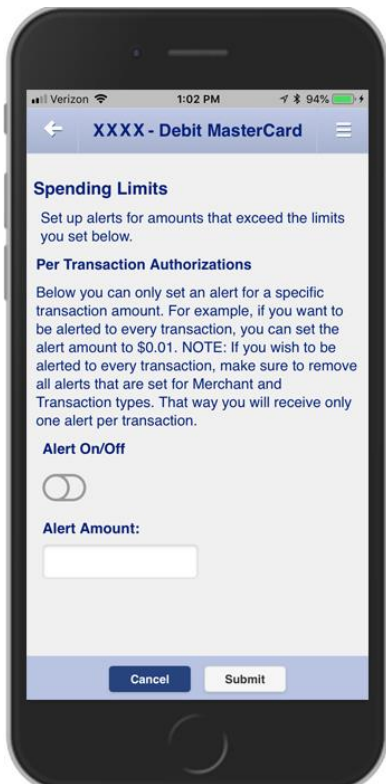 Verizon 1:02 PM 94%
XXXX - Debit MasterCard
Spending Limits
Set up alerts for amounts that exceed the limits
you set below.
Per Transaction Authorizations
Below you can only set an alert for a specific
transaction amount. For example, if you want to
be alerted to every transaction, you can set the
alert amount to $0.01. NOTE: If you wish to be
alerted to every transaction, make sure to remove
all alerts that are set for Merchant and
Transaction types. That way you will receive only
one alert per transaction.
Alert On/Off
Alert Amount:
Cancel Submit